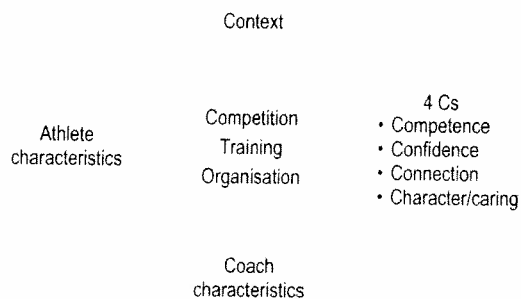 Context
Athlete
characteristics
Competition
Training
Organisation
4 Cs
• Competence
• Confidence
• Connection
• Character/caring
Coach
characteristics